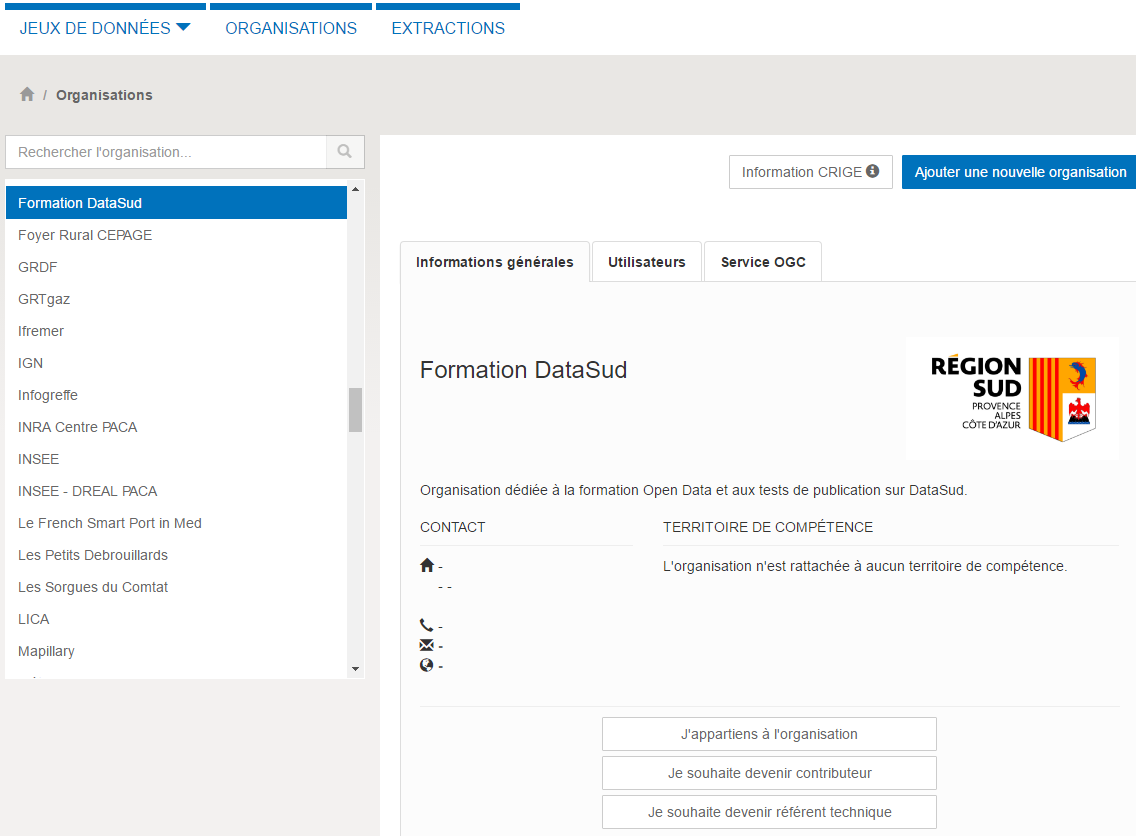 JEUX DE DONNÉES
ORGANISATIONS
EXTRACTIONS
/ Organisations
Rechercher l'organisation...
Information CRIGE
Ajouter une nouvelle organisation
Formation DataSud
Foyer Rural CEPAGE
GRDF
GRTgaz
Ifremer
IGN
Infogreffe
INRA Centre PACA
INSEE
INSEE - DREAL PACA
Le French Smart Port in Med
Les Petits Debrouillards
Les Sorgues du Comtat
LICA
Mapillary
Informations générales
Utilisateurs
Service OGC
Formation DataSud
RÉGION
SUD
PROVENCE
ALPES
CÔTE D'AZUR
Organisation dédiée à la formation Open Data et aux tests de publication sur DataSud.
CONTACT
-
- -
-
-
-
TERRITOIRE DE COMPÉTENCE
L'organisation n'est rattachée à aucun territoire de compétence.
J'appartiens à l'organisation
Je souhaite devenir contributeur
Je souhaite devenir référent technique